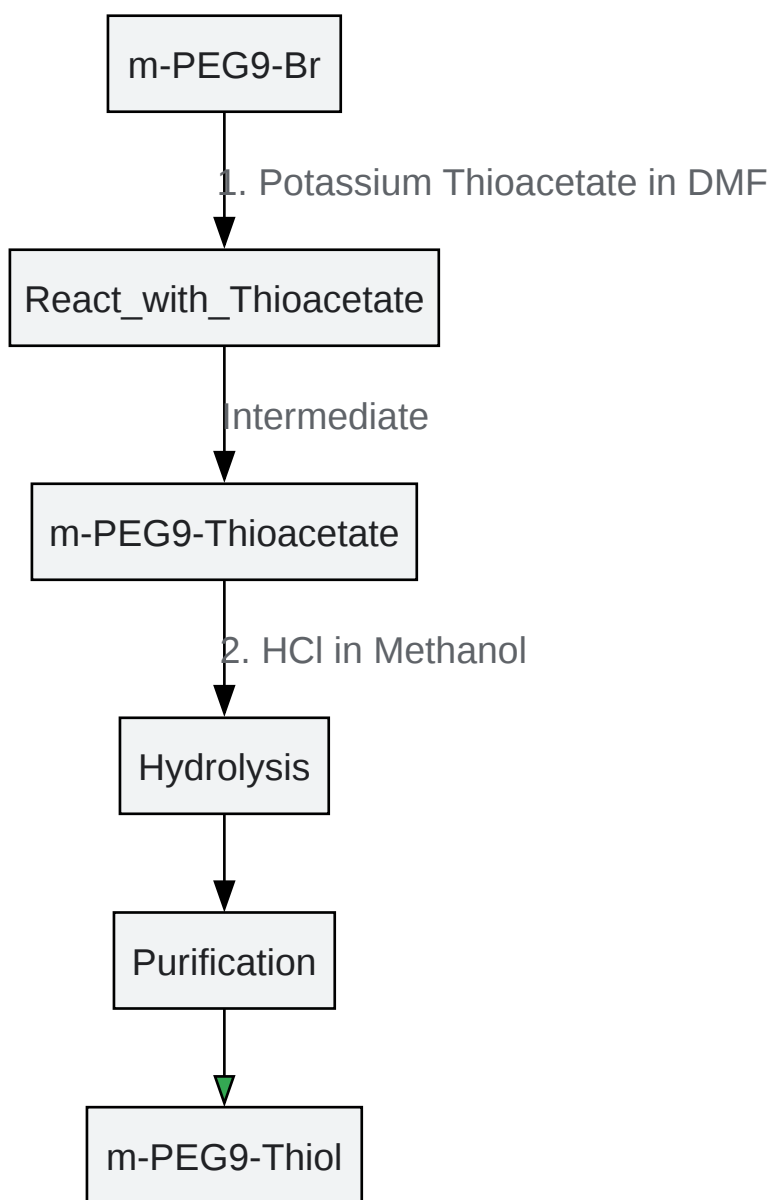 m-PEG9-Br
1. Potassium Thioacetate in DMF
React_with_Thioacetate
Intermediate
m-PEG9-Thioacetate
2. HCl in Methanol
Hydrolysis
Purification
m-PEG9-Thiol